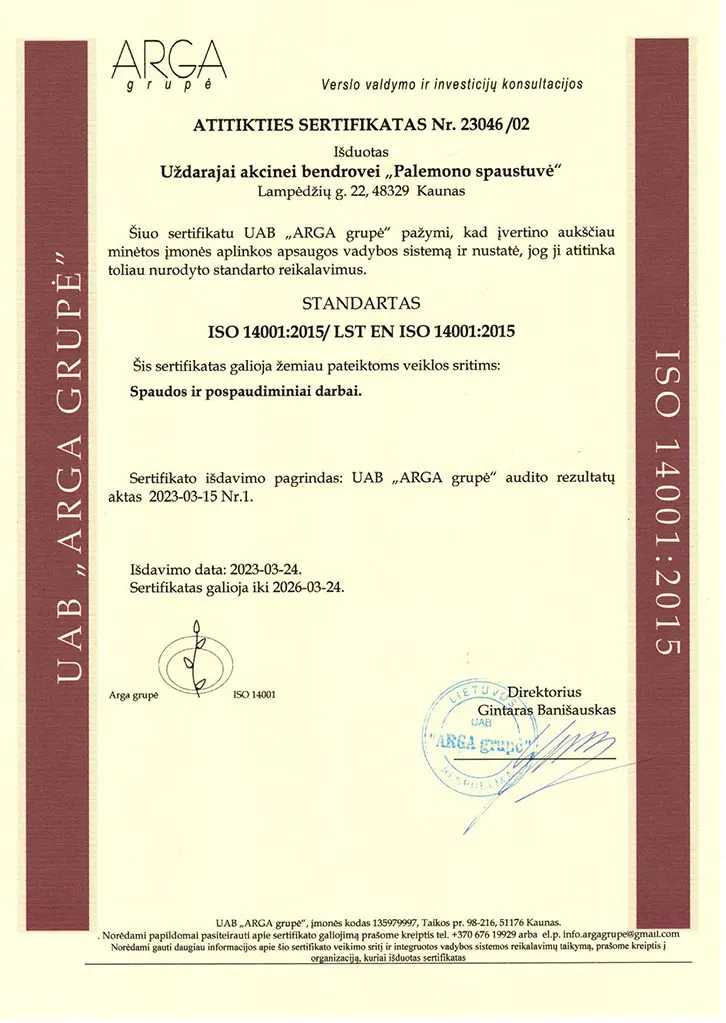 ARGA
grupė
Verslo valdymo ir investicijų konsultacijos
ATITIKTIES SERTIFIKATAS Nr. 23046 /02
Išduotas
Uždarajai akcinei bendrovei „Palemono spaustuvė“
Lampėdžių g. 22, 48329 Kaunas
Šiuo sertifikatu UAB „ARGA grupė“ pažymi, kad įvertino aukščiau
minėtos įmonės aplinkos apsaugos vadybos sistemą ir nustatė, jog ji atitinka
toliau nurodyto standarto reikalavimus.
STANDARTAS
ISO 14001:2015/ LST EN ISO 14001:2015
Šis sertifikatas galioja žemiau pateiktoms veiklos sritims:
Spaudos ir pospaudiminiai darbai.
Sertifikato išdavimo pagrindas: UAB „ARGA grupė“ audito rezultatų
aktas 2023-03-15 Nr.1.
Išdavimo data: 2023-03-24.
Sertifikatas galioja iki 2026-03-24.
Arga grupė
ISO 14001
Direktorius
Gintaras Banišauskas
LIETUVOS
UAB
"ARGA grupė"
UAB „ARGA GRUPĖ“
ISO 14001:2015
UAB „ARGA grupė“, įmonės kodas 135979997, Taikos pr. 98-216, 51176 Kaunas.
. Norėdami papildomai pasiteirauti apie sertifikato galiojimą prašome kreiptis tel. +370 676 19929 arba el.p. info.argagrupe@gmail.com
Norėdami gauti daugiau informacijos apie šio sertifikato veikimo sritį ir integruotos vadybos sistemos reikalavimų taikymą, prašome kreiptis į
organizaciją, kuriai išduotas sertifikatas